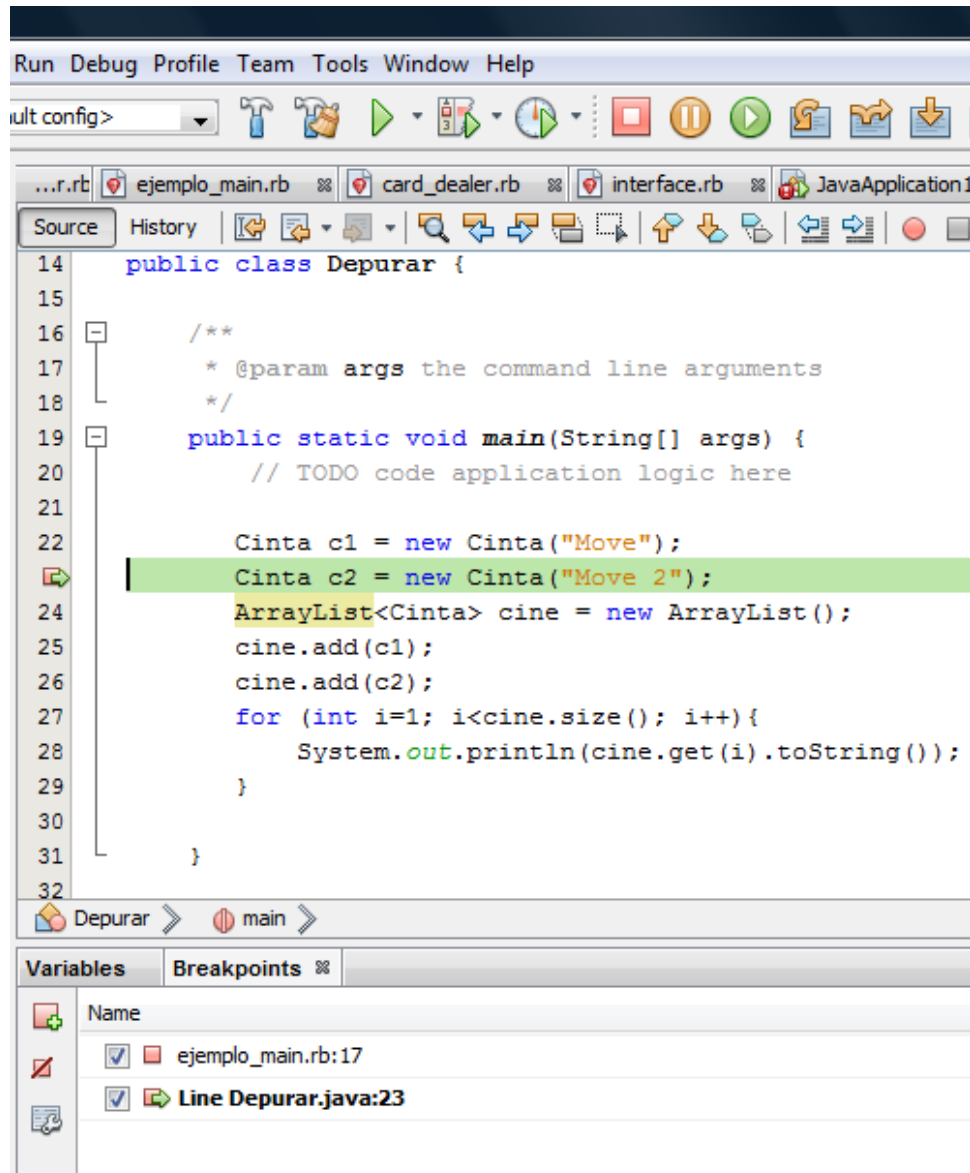 Run Debug Profile Team Tools Window Help
ult config>
...r.rb ejemplo_main.rb card_dealer.rb interface.rb JavaApplication1
Source History
14 public class Depurar {
15
16 /**
17 * @param args the command line arguments
18 */
19 public static void main(String[] args) {
20 // TODO code application logic here
21
22 Cinta c1 = new Cinta("Move");
Cinta c2 = new Cinta("Move 2");
24 ArrayList<Cinta> cine = new ArrayList();
25 cine.add(c1);
26 cine.add(c2);
27 for (int i=1; i<cine.size(); i++){
28 System.out.println(cine.get(i).toString());
29 }
30
31 }
32
Depurar main
Variables Breakpoints
Name
ejemplo_main.rb:17
Line Depurar.java:23